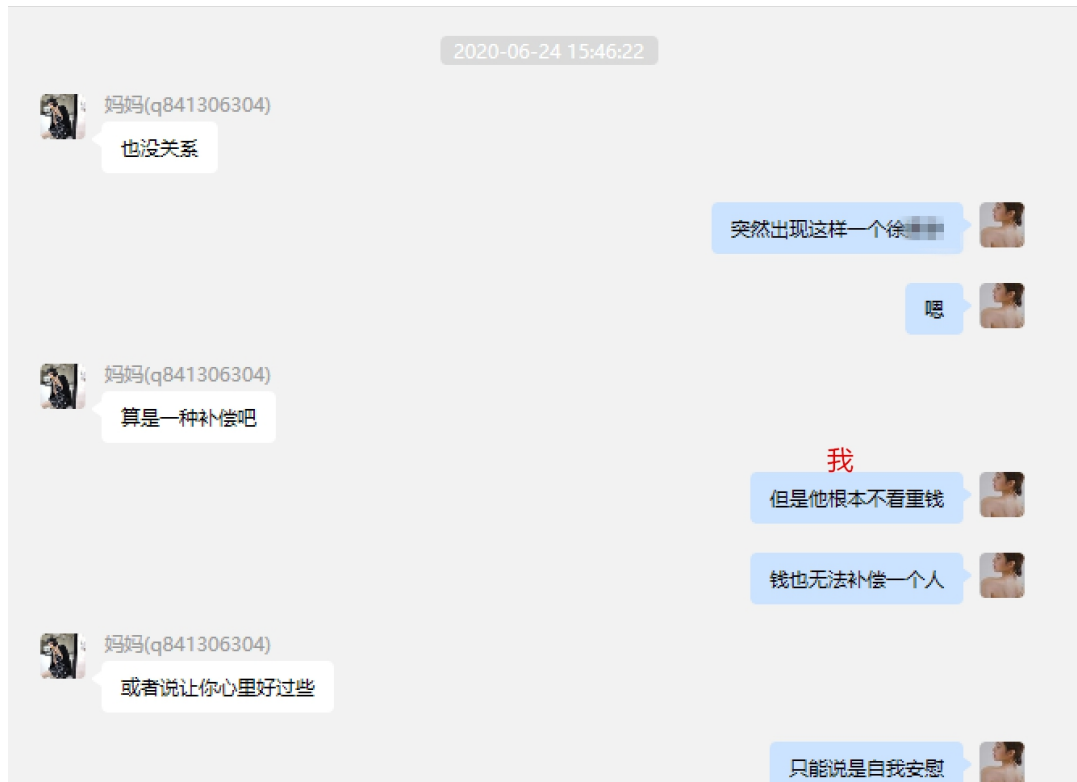 2020-06-24 15:46:22
妈妈(q841306304)
也没关系
突然出现这样一个徐
嗯
妈妈(q841306304)
算是一种补偿吧
我
但是他根本不看重钱
钱也无法补偿一个人
妈妈(q841306304)
或者说让你心里好过些
只能说是自我安慰